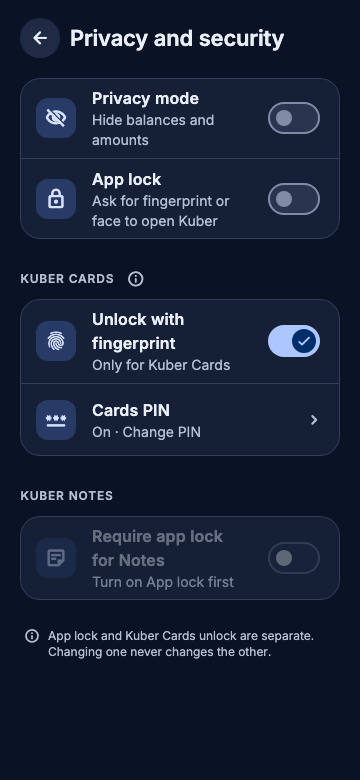 Privacy and security
Privacy mode
Hide balances and
amounts
App lock
Ask for fingerprint or
face to open Kuber
KUBER CARDS
Unlock with
fingerprint
Only for Kuber Cards
Cards PIN
On · Change PIN
KUBER NOTES
Require app lock
for Notes
Turn on App lock first
App lock and Kuber Cards unlock are separate.
Changing one never changes the other.